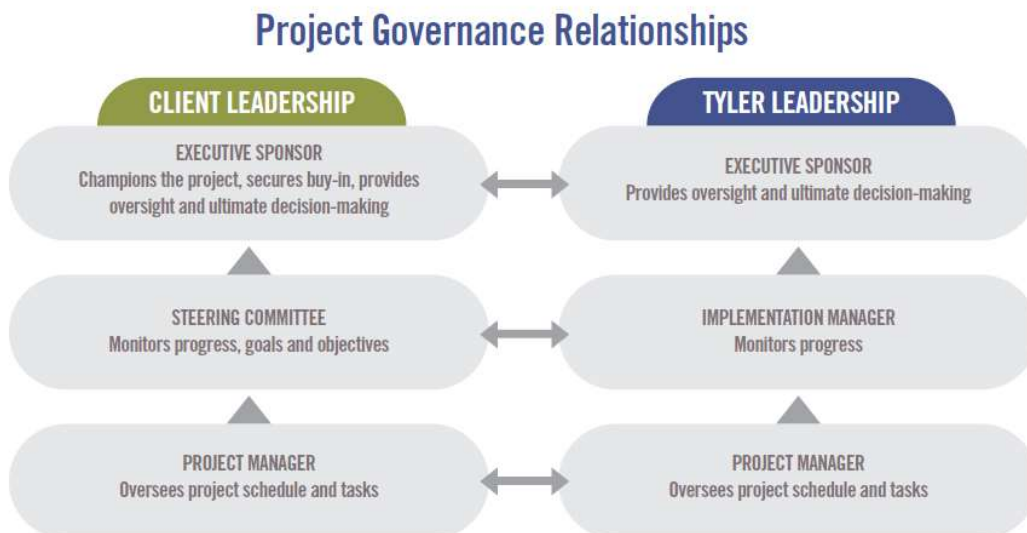 Project Governance Relationships
CLIENT LEADERSHIP
EXECUTIVE SPONSOR
Champions the project, secures buy-in, provides
oversight and ultimate decision-making
STEERING COMMITTEE
Monitors progress, goals and objectives
PROJECT MANAGER
Oversees project schedule and tasks
TYLER LEADERSHIP
EXECUTIVE SPONSOR
Provides oversight and ultimate decision-making
IMPLEMENTATION MANAGER
Monitors progress
PROJECT MANAGER
Oversees project schedule and tasks